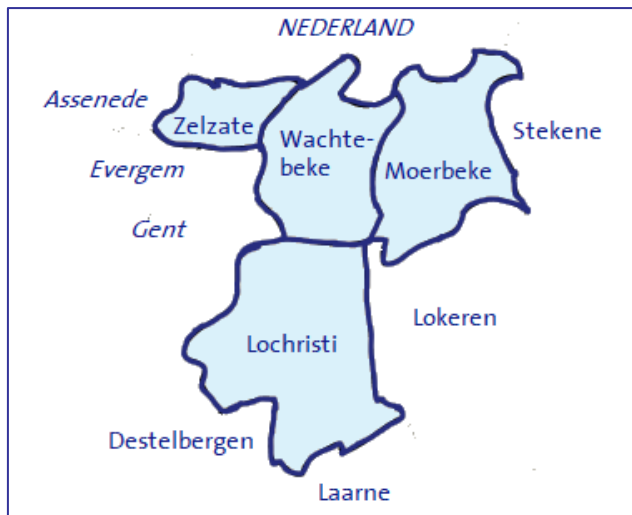 NEDERLAND
Assenede
Zelzate
Wachte-
beke
Stekene
Evergem
Moerbeke
Gent
Lokeren
Lochristi
Destelbergen
Laarne